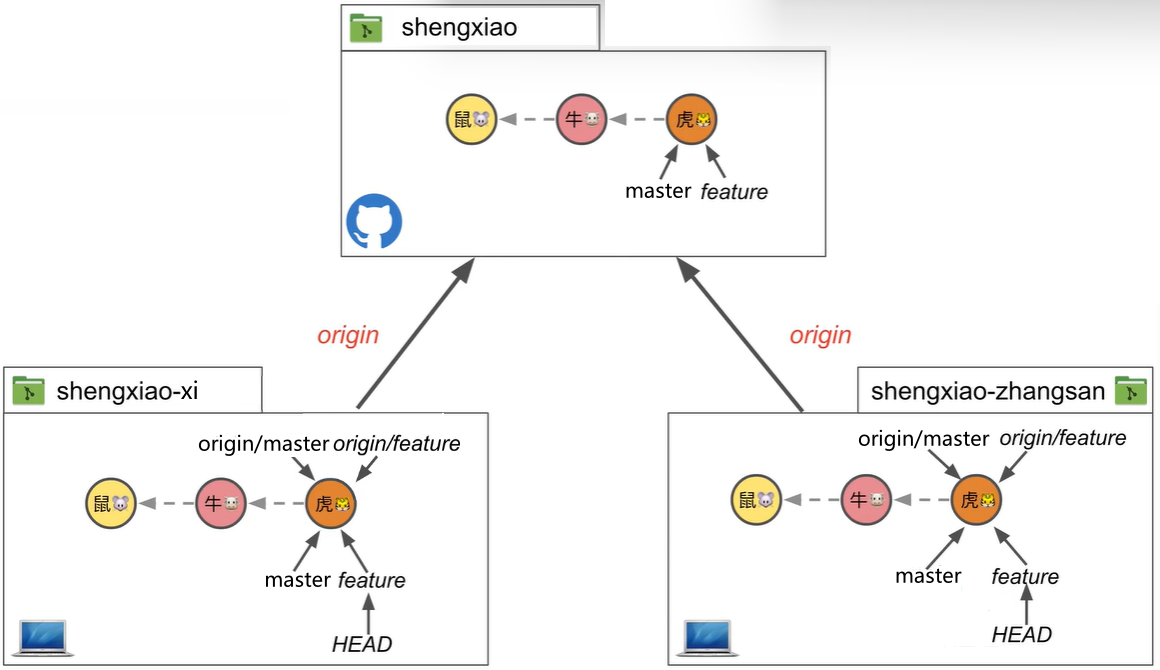 shengxiao
鼠 牛 虎
master feature
origin origin
shengxiao-xi
origin/master origin/feature
鼠 牛 虎
master feature
HEAD
shengxiao-zhangsan
origin/master origin/feature
鼠 牛 虎
master feature
HEAD